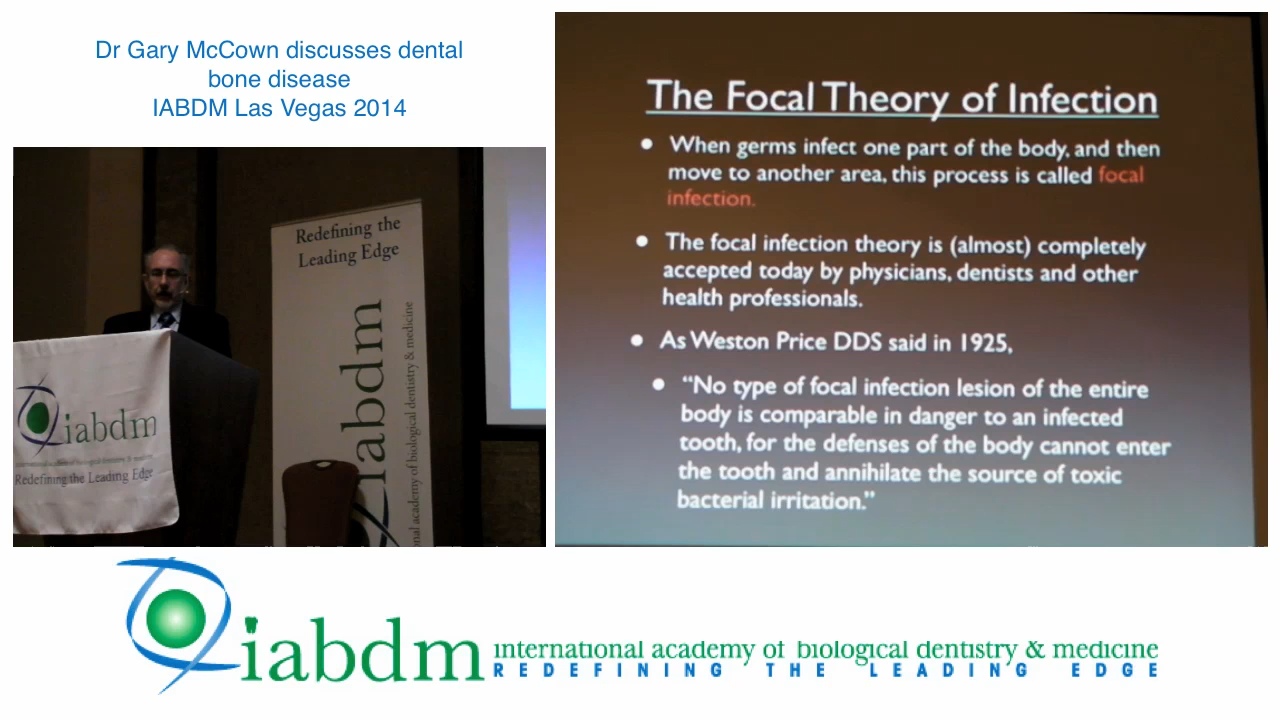 Dr Gary McCown discusses dental
bone disease
IABDM Las Vegas 2014
Redefining the
Leading Edge
iabdm
international academy of biological dentistry & medicine
Redefining the Leading Edge
iabdm
academy of biological dentistry & medicine
The Focal Theory of Infection
• When germs infect one part of the body, and then
move to another area, this process is called focal
infection.
• The focal infection theory is (almost) completely
accepted today by physicians, dentists and other
health professionals.
• As Weston Price DDS said in 1925,
• “No type of focal infection lesion of the entire
body is comparable in danger to an infected
tooth, for the defenses of the body cannot enter
the tooth and annihilate the source of toxic
bacterial irritation.”
iabdm international academy of biological dentistry & medicine
REDEFINING THE LEADING EDGE